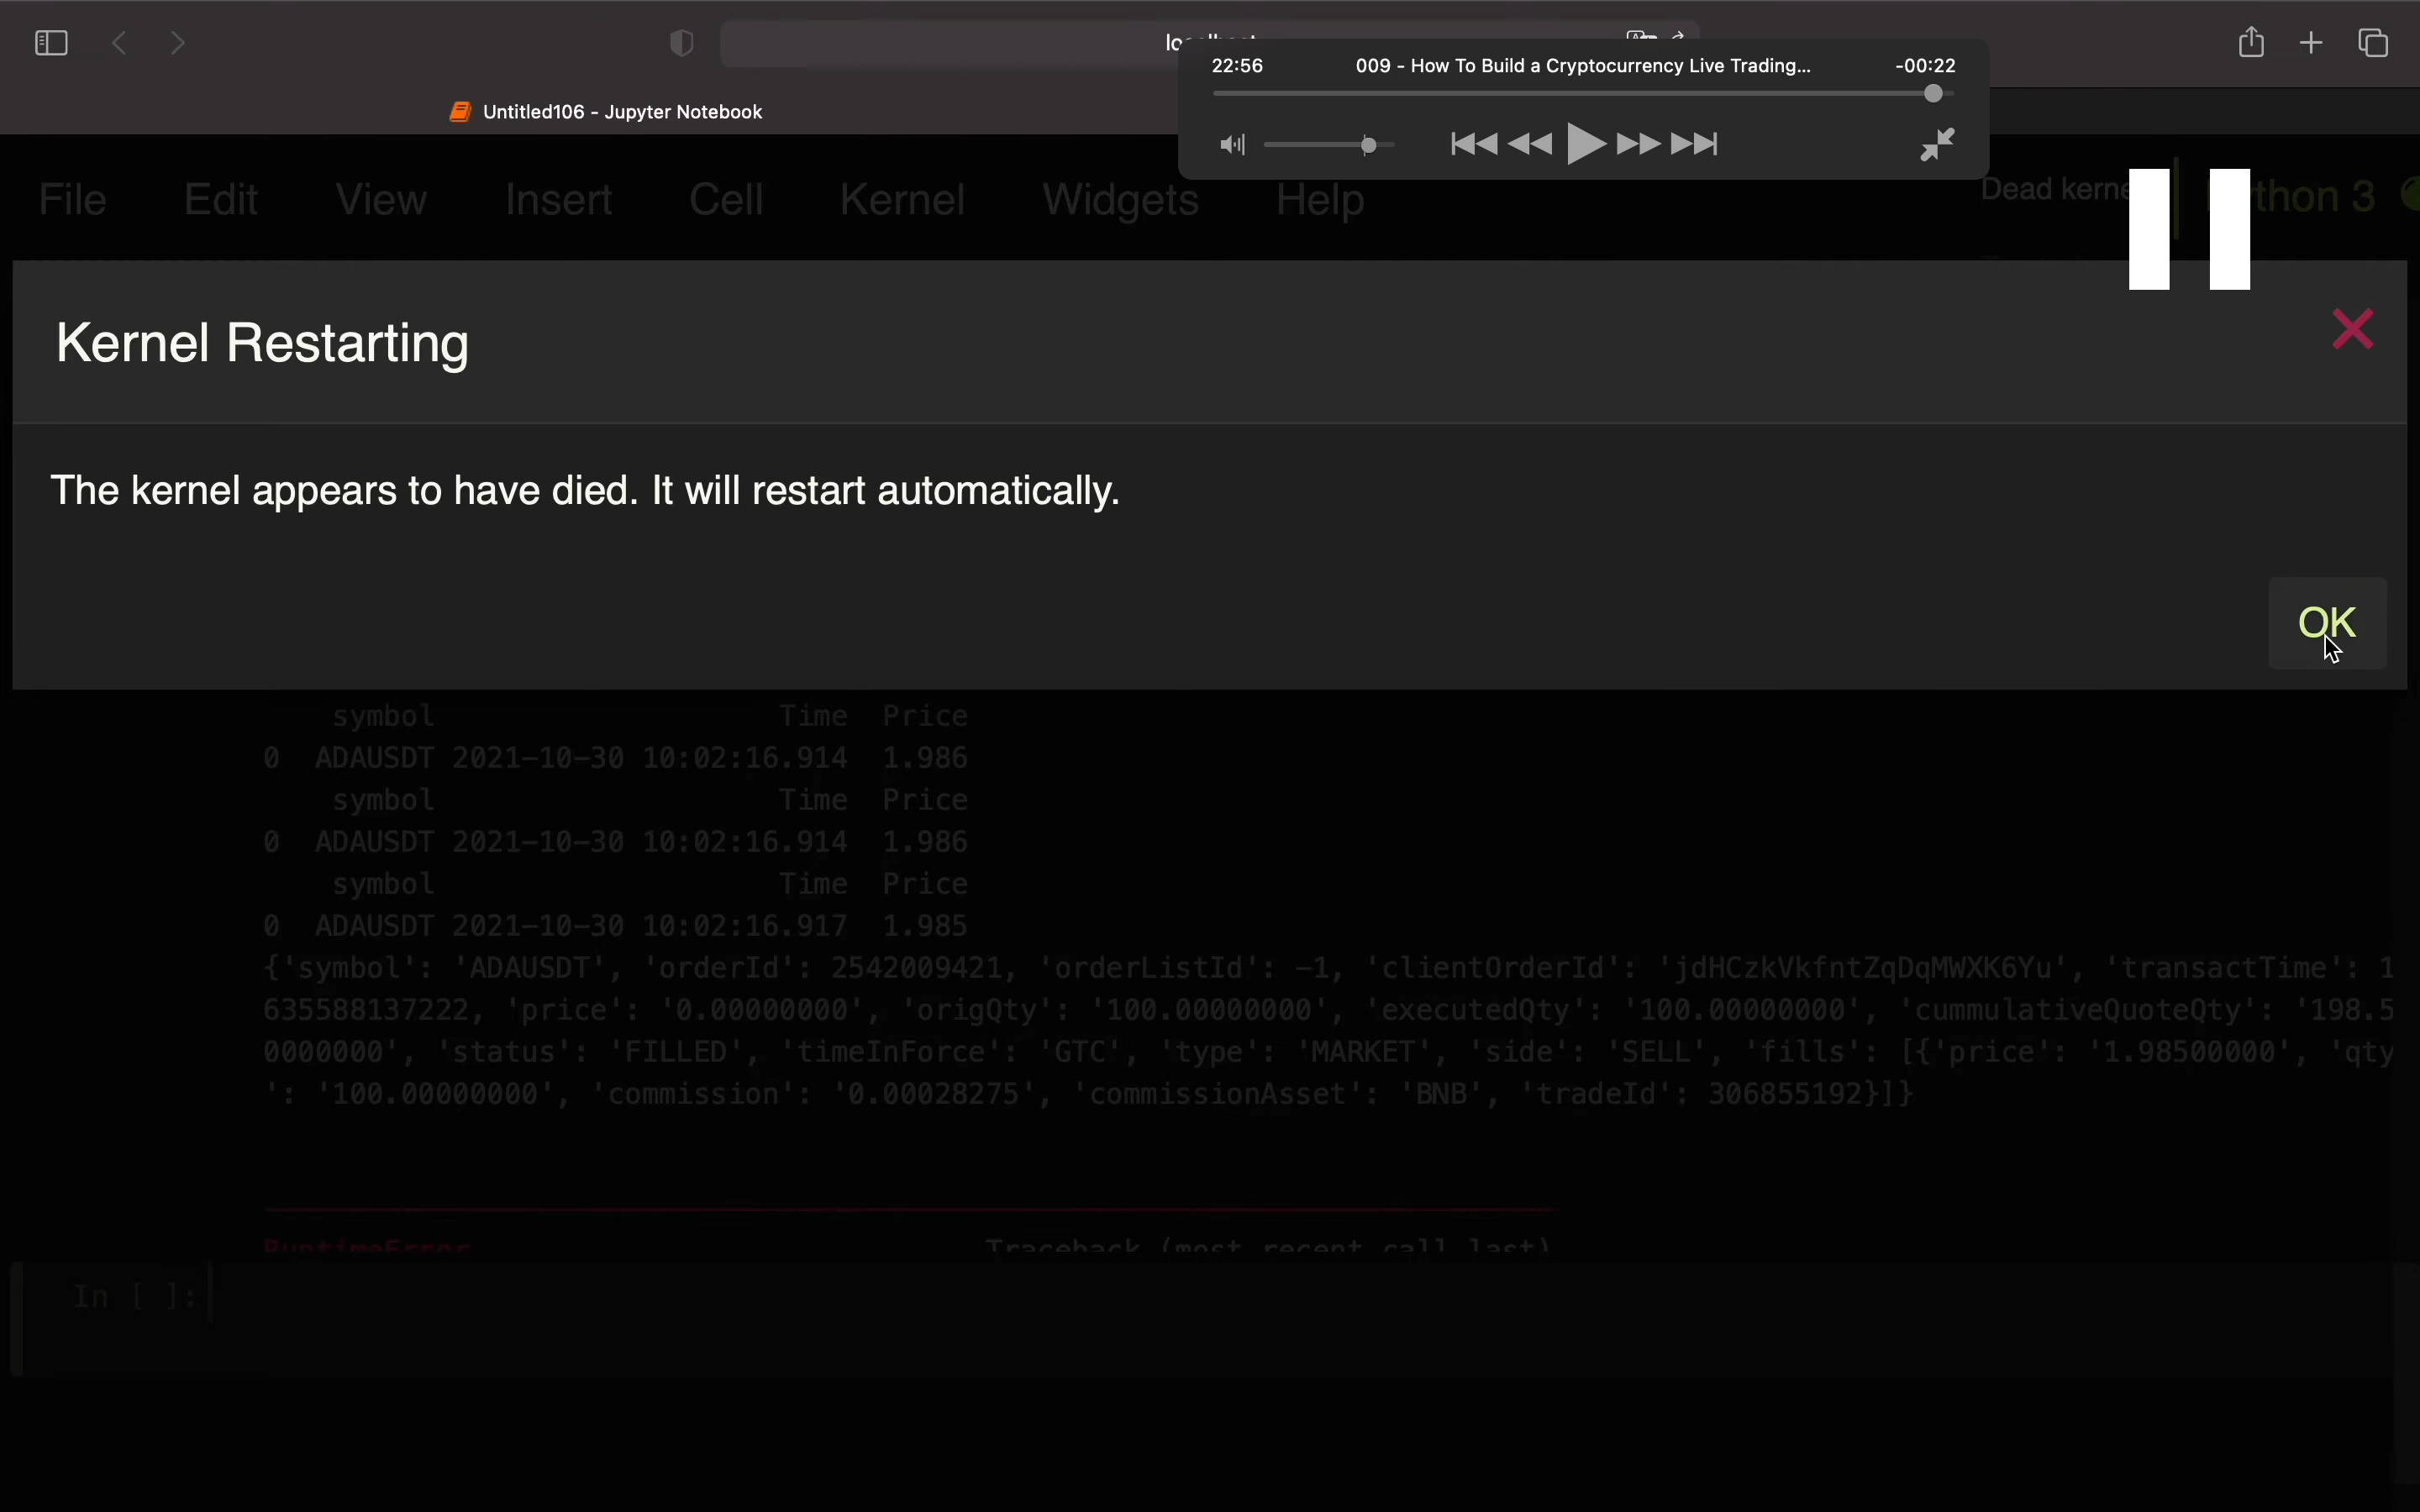 22:56 009 - How To Build a Cryptocurrency Live Trading... -00:22
Untitled106 - Jupyter Notebook
File Edit View Insert Cell Kernel Widgets Help Dead kerne thon 3
Kernel Restarting
The kernel appears to have died. It will restart automatically.
OK
symbol Time Price
0 ADAUSDT 2021-10-30 10:02:16.914 1.986
symbol Time Price
0 ADAUSDT 2021-10-30 10:02:16.914 1.986
symbol Time Price
0 ADAUSDT 2021-10-30 10:02:16.917 1.985
{'symbol': 'ADAUSDT', 'orderId': 2542009421, 'orderListId': -1, 'clientOrderId': 'jdHCzkVkfntZqDqMWXK6Yu', 'transactTime': 1
635588137222, 'price': '0.00000000', 'origQty': '100.00000000', 'executedQty': '100.00000000', 'cummulativeQuoteQty': '198.5
0000000', 'status': 'FILLED', 'timeInForce': 'GTC', 'type': 'MARKET', 'side': 'SELL', 'fills': [{'price': '1.98500000', 'qty
': '100.00000000', 'commission': '0.00028275', 'commissionAsset': 'BNB', 'tradeId': 306855192}]}
RuntimeError Traceback (most recent call last)
In [ ]: